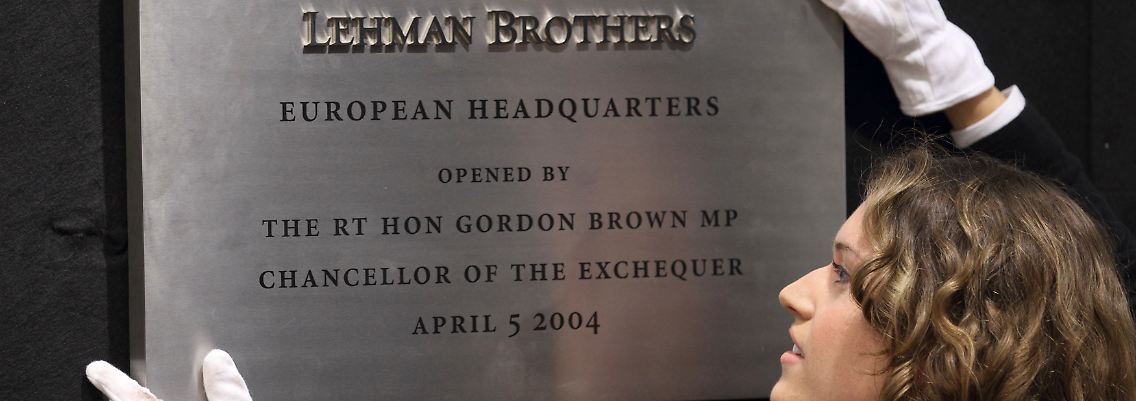 LEHMAN BROTHERS
EUROPEAN HEADQUARTERS
OPENED BY
THE RT HON GORDON BROWN MP
CHANCELLOR OF THE EXCHEQUER
APRIL 5 2004